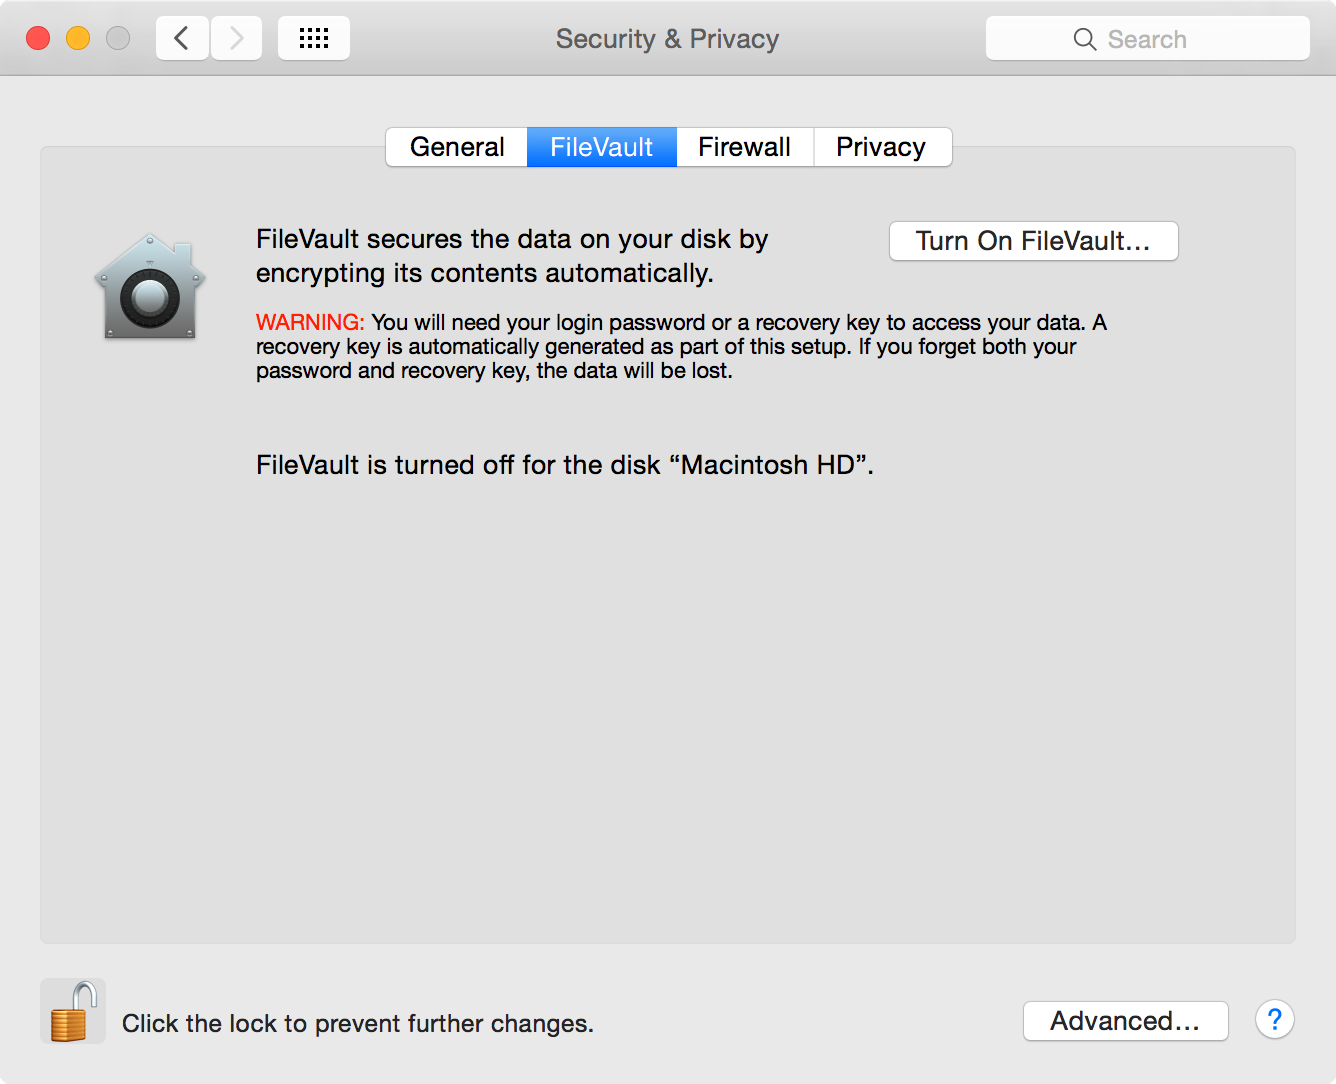 Security & Privacy
Search
General
FileVault
Firewall
Privacy
FileVault secures the data on your disk by
encrypting its contents automatically.
Turn On FileVault...
WARNING: You will need your login password or a recovery key to access your data. A
recovery key is automatically generated as part of this setup. If you forget both your
password and recovery key, the data will be lost.
FileVault is turned off for the disk “Macintosh HD”.
Click the lock to prevent further changes.
Advanced...
?